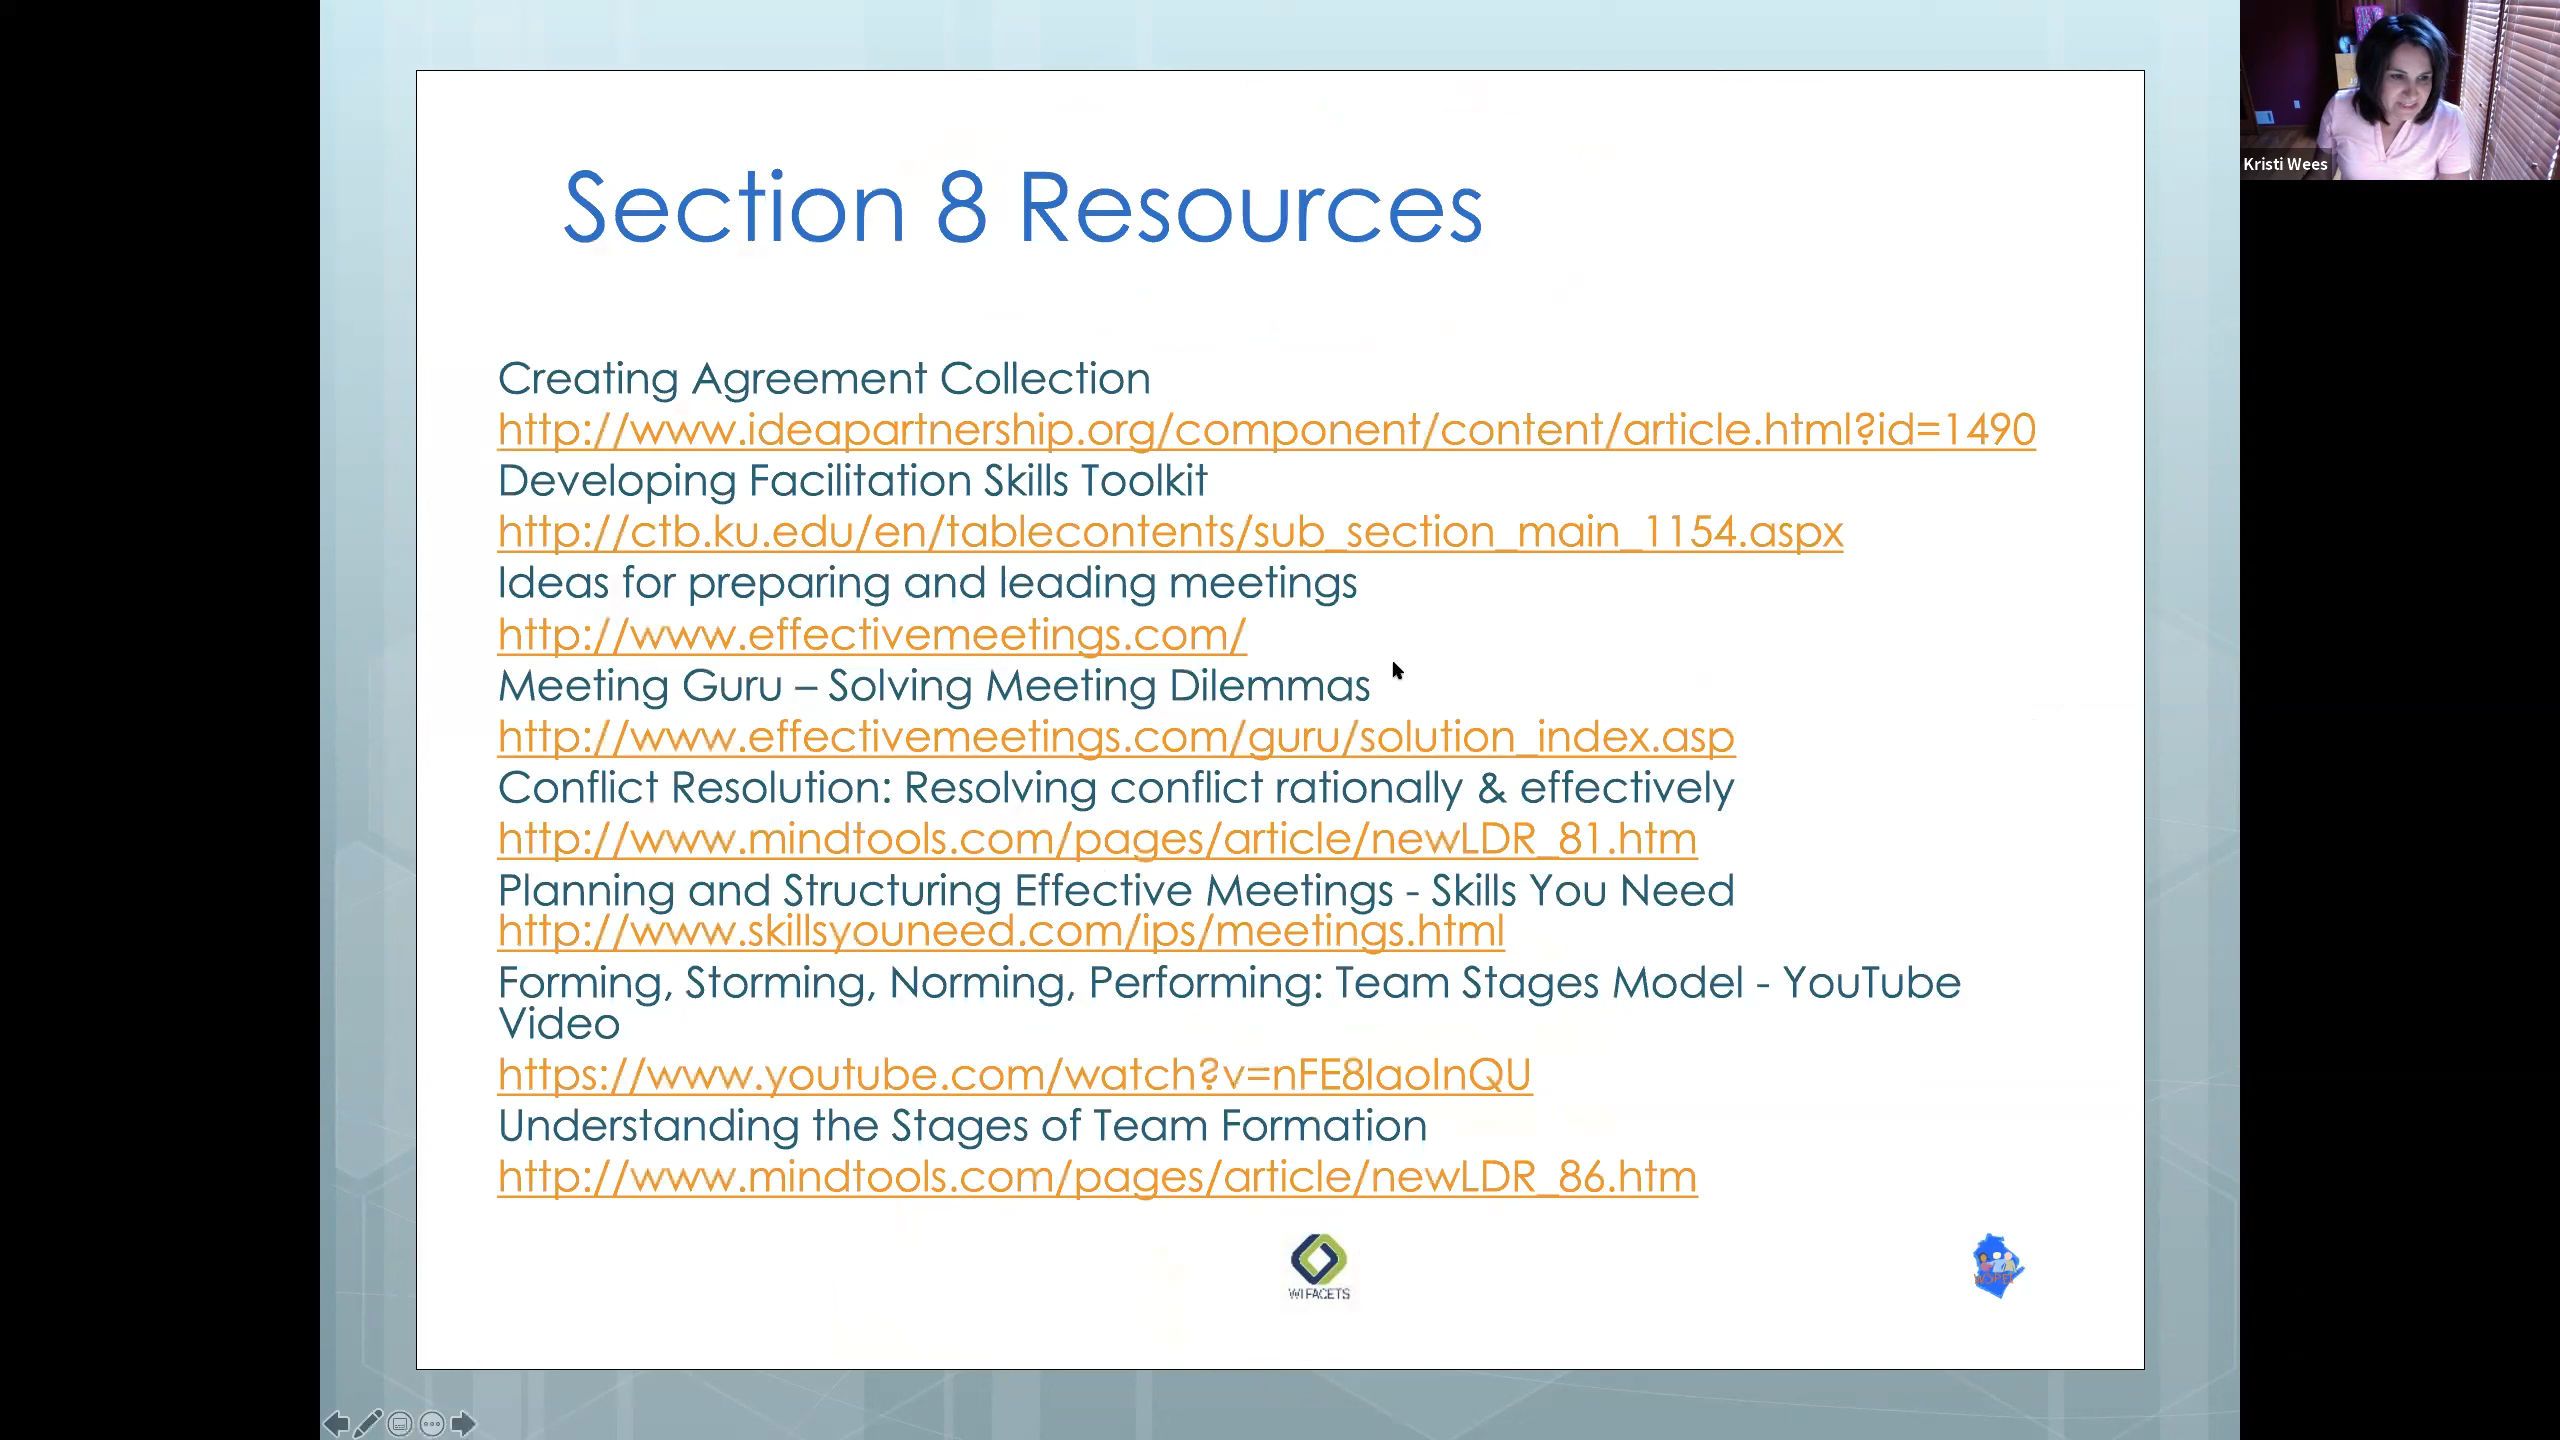 Section 8 Resources
Kristi Wees
Creating Agreement Collection
http://www.ideapartnership.org/component/content/article.html?id=1490
Developing Facilitation Skills Toolkit
http://ctb.ku.edu/en/tablecontents/sub_section_main_1154.aspx
Ideas for preparing and leading meetings
http://www.effectivemeetings.com/
Meeting Guru – Solving Meeting Dilemmas
http://www.effectivemeetings.com/guru/solution_index.asp
Conflict Resolution: Resolving conflict rationally & effectively
http://www.mindtools.com/pages/article/newLDR_81.htm
Planning and Structuring Effective Meetings - Skills You Need
http://www.skillsyouneed.com/ips/meetings.html
Forming, Storming, Norming, Performing: Team Stages Model - YouTube
Video
https://www.youtube.com/watch?v=nFE8IaoInQU
Understanding the Stages of Team Formation
http://www.mindtools.com/pages/article/newLDR_86.htm
WI FACETS